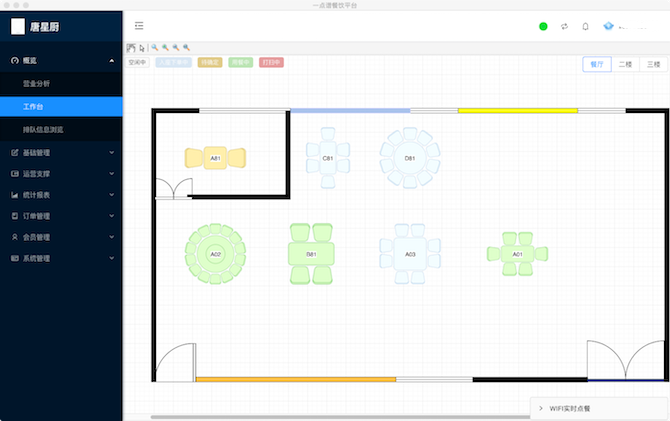 一点谱餐饮平台
唐星厨
概览
营业分析
工作台
排队信息浏览
基础管理
运营支撑
统计报表
订单管理
会员管理
系统管理
空闲中
待确定
用餐中
打扫中
餐厅
二楼
三楼
A81
C81
D81
A02
B81
A03
A01
WIFI实时点餐